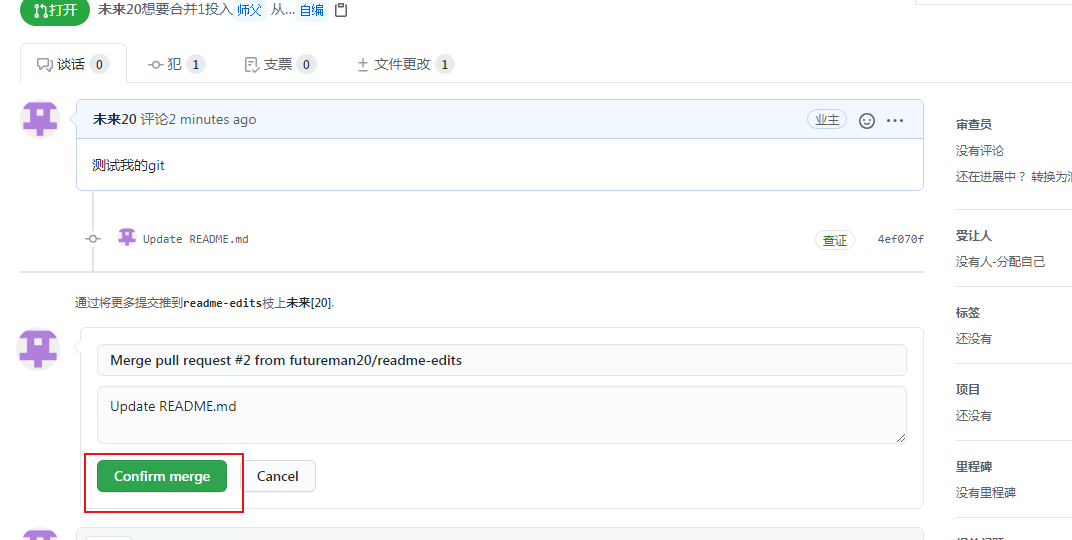 打开 未来20想要合并1投入 师父 从... 自编
谈话 0 犯 1 支票 0 文件更改 1
未来20 评论2 minutes ago 业主
测试我的git
Update README.md 查证 4ef070f
通过将更多提交推到readme-edits枝上未来[20].
Merge pull request #2 from futureman20/readme-edits
Update README.md
Confirm merge Cancel
审查员
没有评论
还在进展中？ 转换为
受让人
没有人-分配自己
标签
还没有
项目
还没有
里程碑
没有里程碑